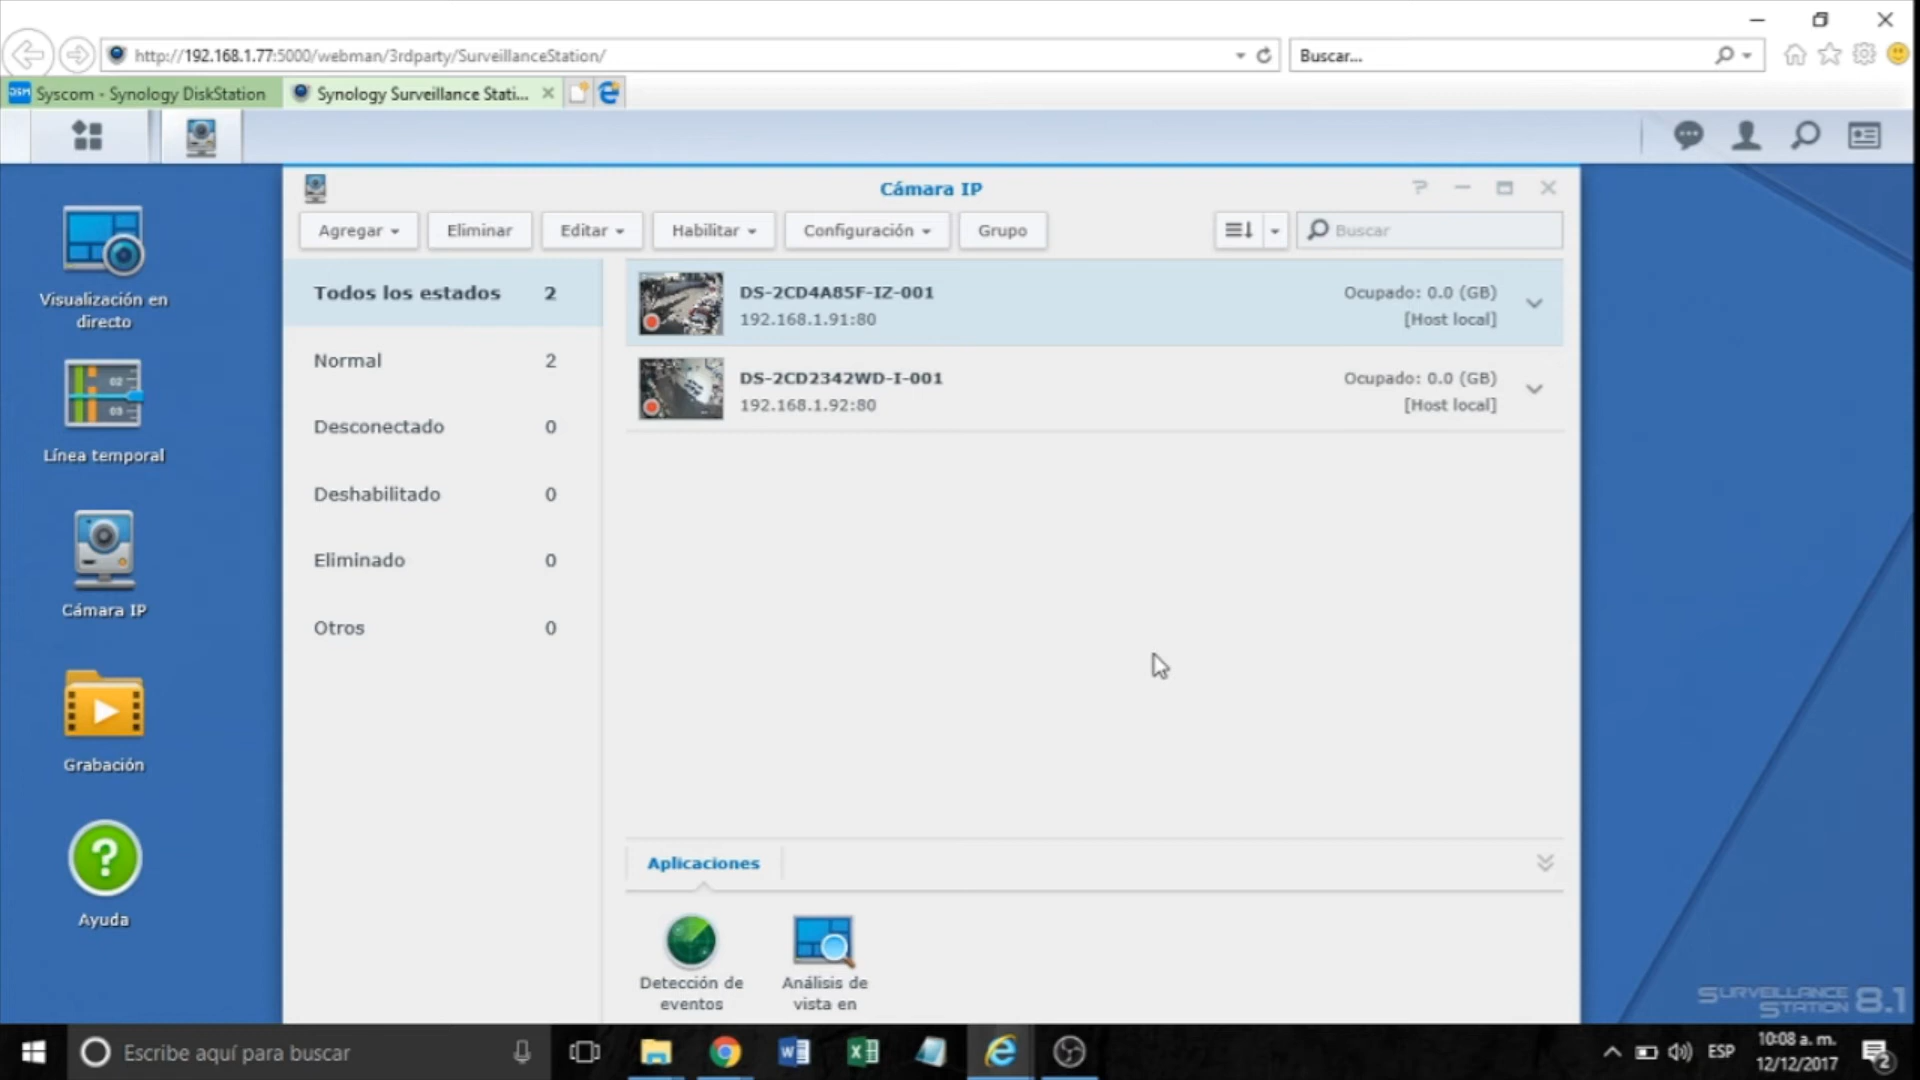 http://192.168.1.77:5000/webman/3rdparty/SurveillanceStation/
Buscar...
DSM
Syscom - Synology DiskStation
Synology Surveillance Stati...
Cámara IP
Agregar
Eliminar
Editar
Habilitar
Configuración
Grupo
Buscar
Todos los estados 2
Normal 2
Desconectado 0
Deshabilitado 0
Eliminado 0
Otros 0
DS-2CD4A85F-IZ-001
192.168.1.91:80
Ocupado: 0.0 (GB)
[Host local]
DS-2CD2342WD-I-001
192.168.1.92:80
Ocupado: 0.0 (GB)
[Host local]
Visualización en
directo
02
03
Línea temporal
Cámara IP
Grabación
Ayuda
Aplicaciones
Detección de
eventos
Análisis de
vista en
SURVEILLANCE
STATION 8.1
Escribe aquí para buscar
ESP
10:08 a. m.
12/12/2017
2